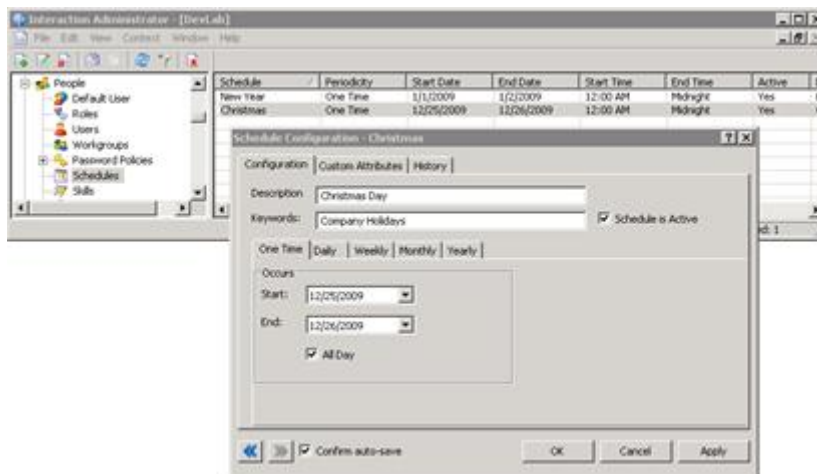 Interaction Administrator - [DevLab]
File Edit View Context Window Help
People
Default User
Roles
Users
Workgroups
Password Policies
Schedules
Skills
Schedule Periodicity Start Date End Date Start Time End Time Active
New Year One Time 1/1/2009 1/2/2009 12:00 AM Midnight Yes
Christmas One Time 12/25/2009 12/26/2009 12:00 AM Midnight Yes
Schedule Configuration - Christmas
Configuration Custom Attributes History
Description Christmas Day
Keywords: Company Holidays Schedule is Active
One Time Daily Weekly Monthly Yearly
Occurs
Start: 12/25/2009
End: 12/26/2009
All Day
Confirm auto-save OK Cancel Apply